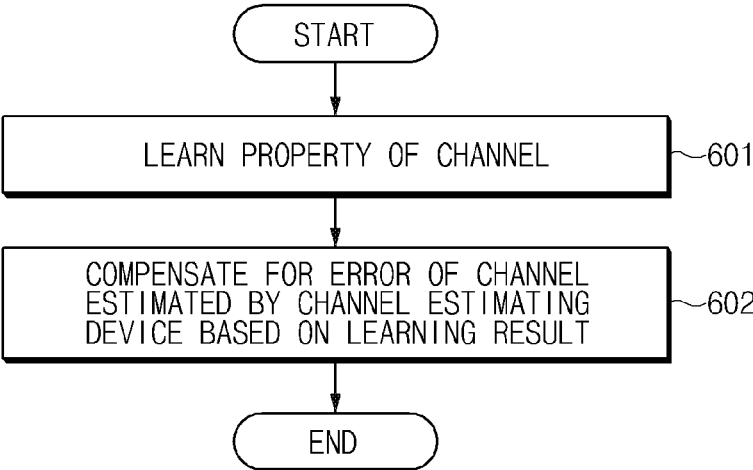 START
LEARN PROPERTY OF CHANNEL
601
COMPENSATE FOR ERROR OF CHANNEL
ESTIMATED BY CHANNEL ESTIMATING
DEVICE BASED ON LEARNING RESULT
602
END